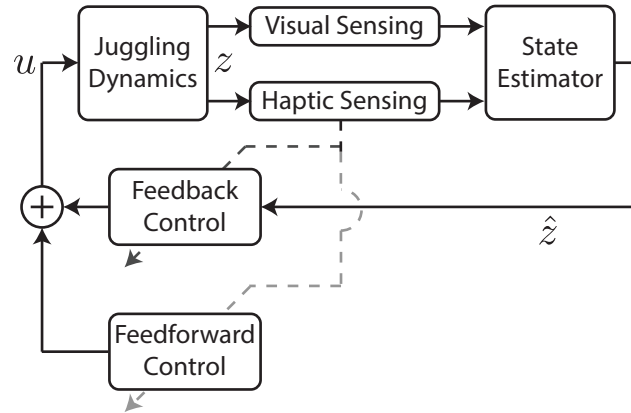 Juggling
Dynamics
u
z
Visual Sensing
Haptic Sensing
State
Estimator
Feedback
Control
+
ẑ
Feedforward
Control